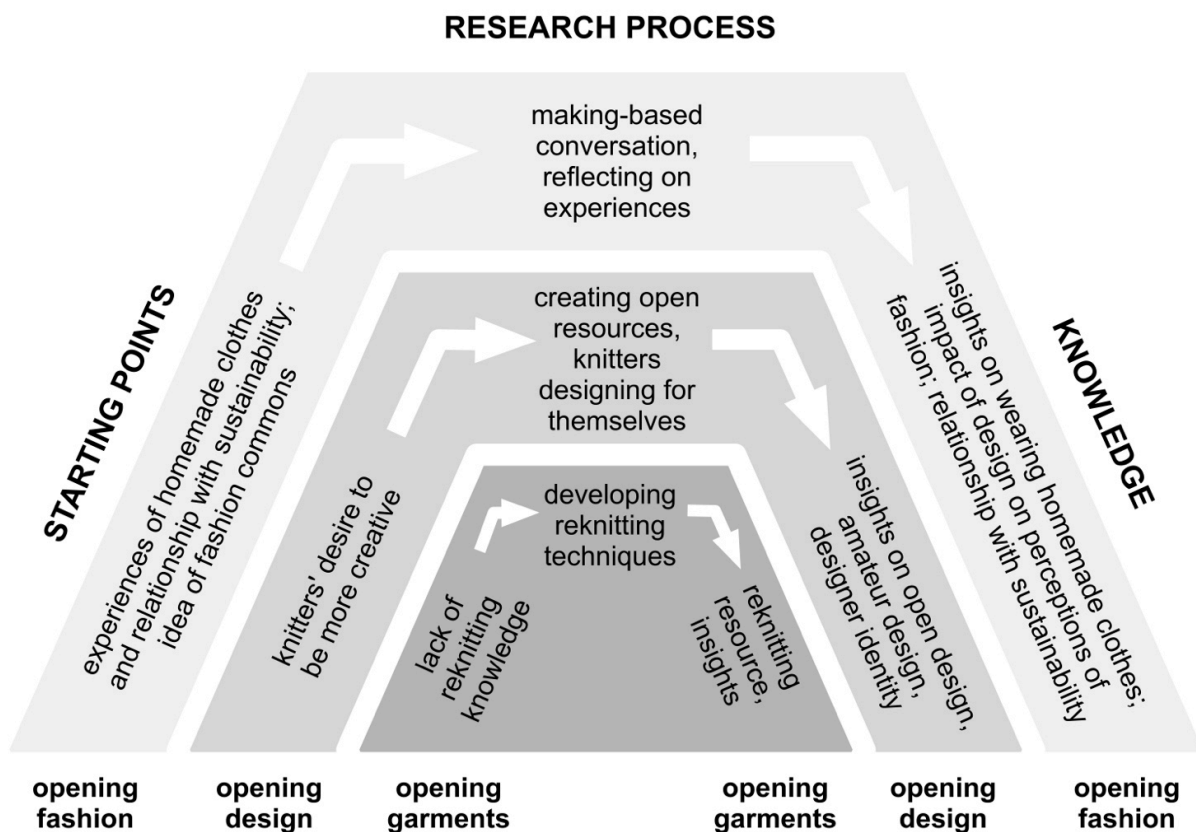 RESEARCH PROCESS
STARTING POINTS
KNOWLEDGE
experiences of homemade clothes
and relationship with sustainability;
idea of fashion commons
making-based
conversation,
reflecting on
experiences
insights on wearing homemade clothes;
impact of design on perceptions of
fashion; relationship with sustainability
knitters' desire to
be more creative
creating open
resources,
knitters
designing for
themselves
insights on open design,
amateur design,
designer identity
lack of
reknitting
knowledge
developing
reknitting
techniques
reknitting
resource,
insights
opening
fashion
opening
design
opening
garments
opening
garments
opening
design
opening
fashion